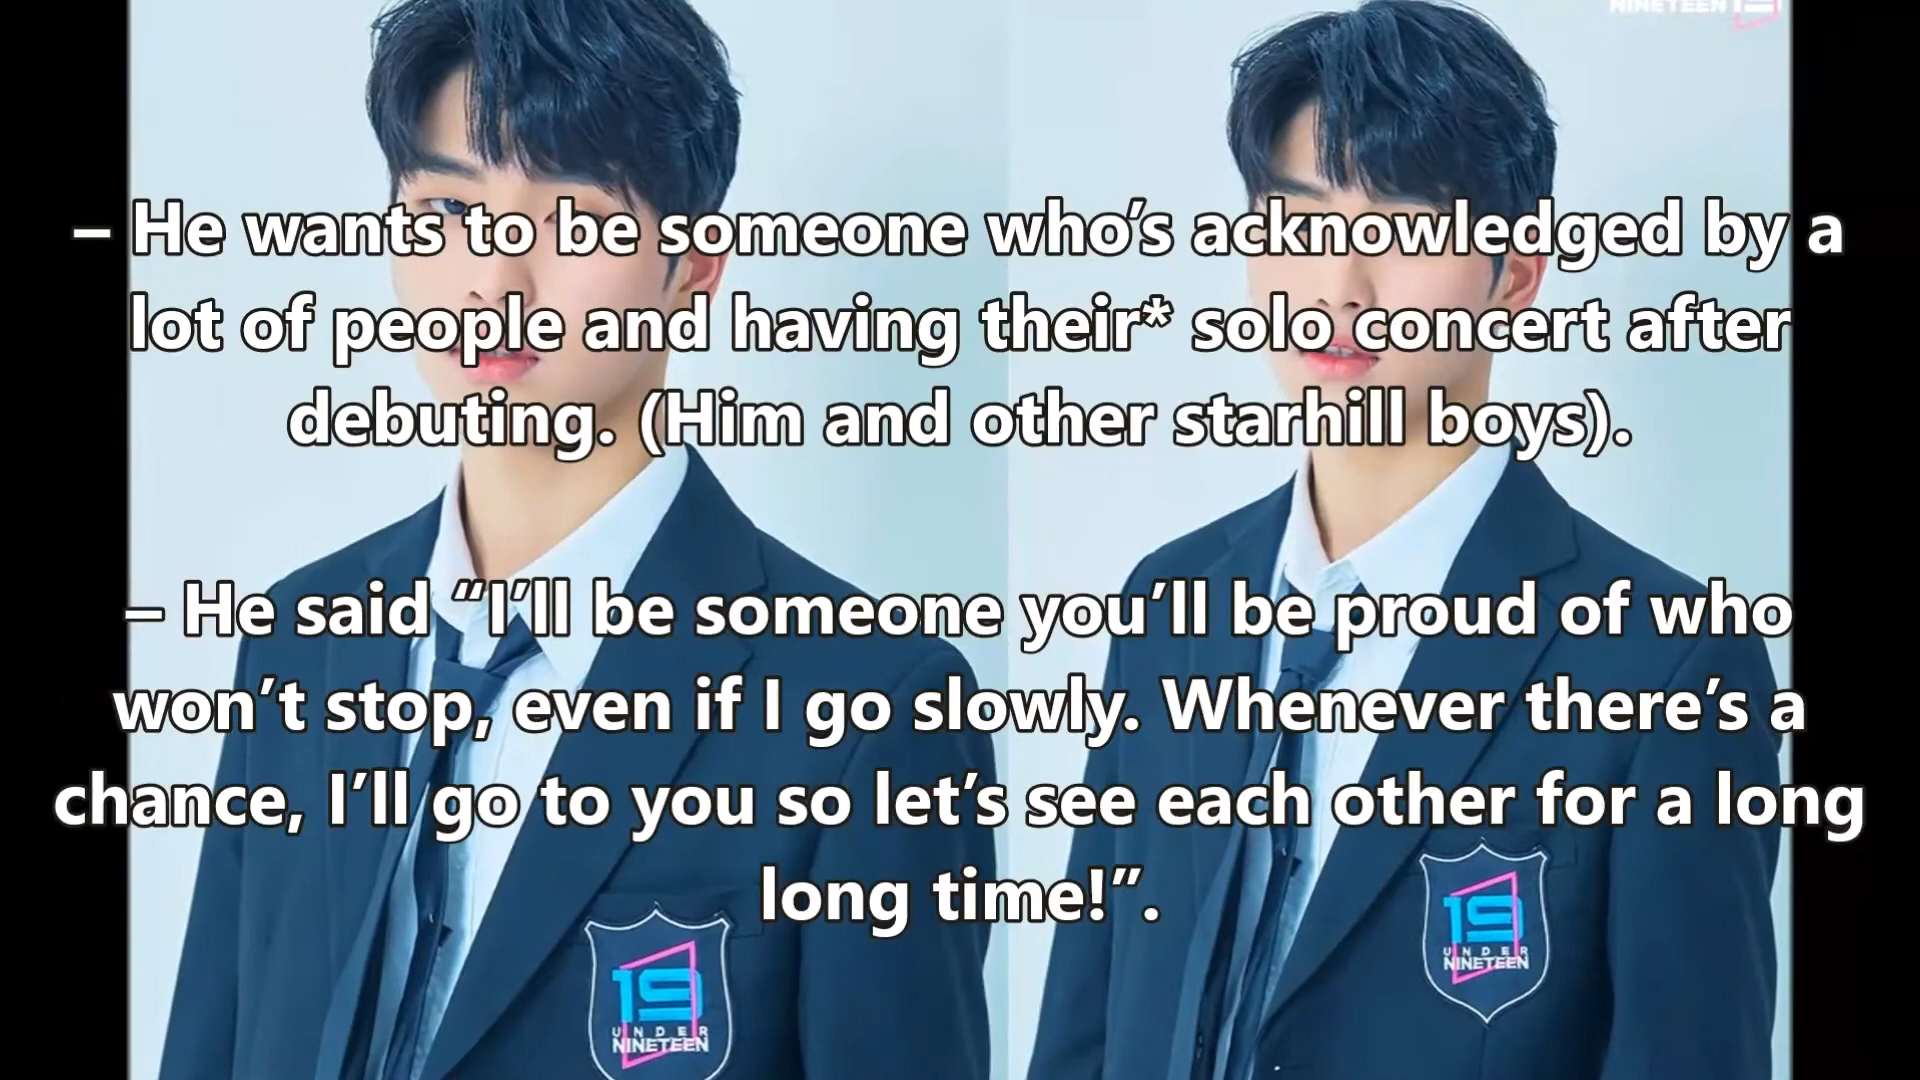 NINETEEN 19
– He wants to be someone who’s acknowledged by a
lot of people and having their* solo concert after
debuting. (Him and other starhill boys).
– He said “I’ll be someone you’ll be proud of who
won’t stop, even if I go slowly. Whenever there’s a
chance, I’ll go to you so let’s see each other for a long
long time!”.
19
UNDER
NINETEEN
19
UNDER
NINETEEN